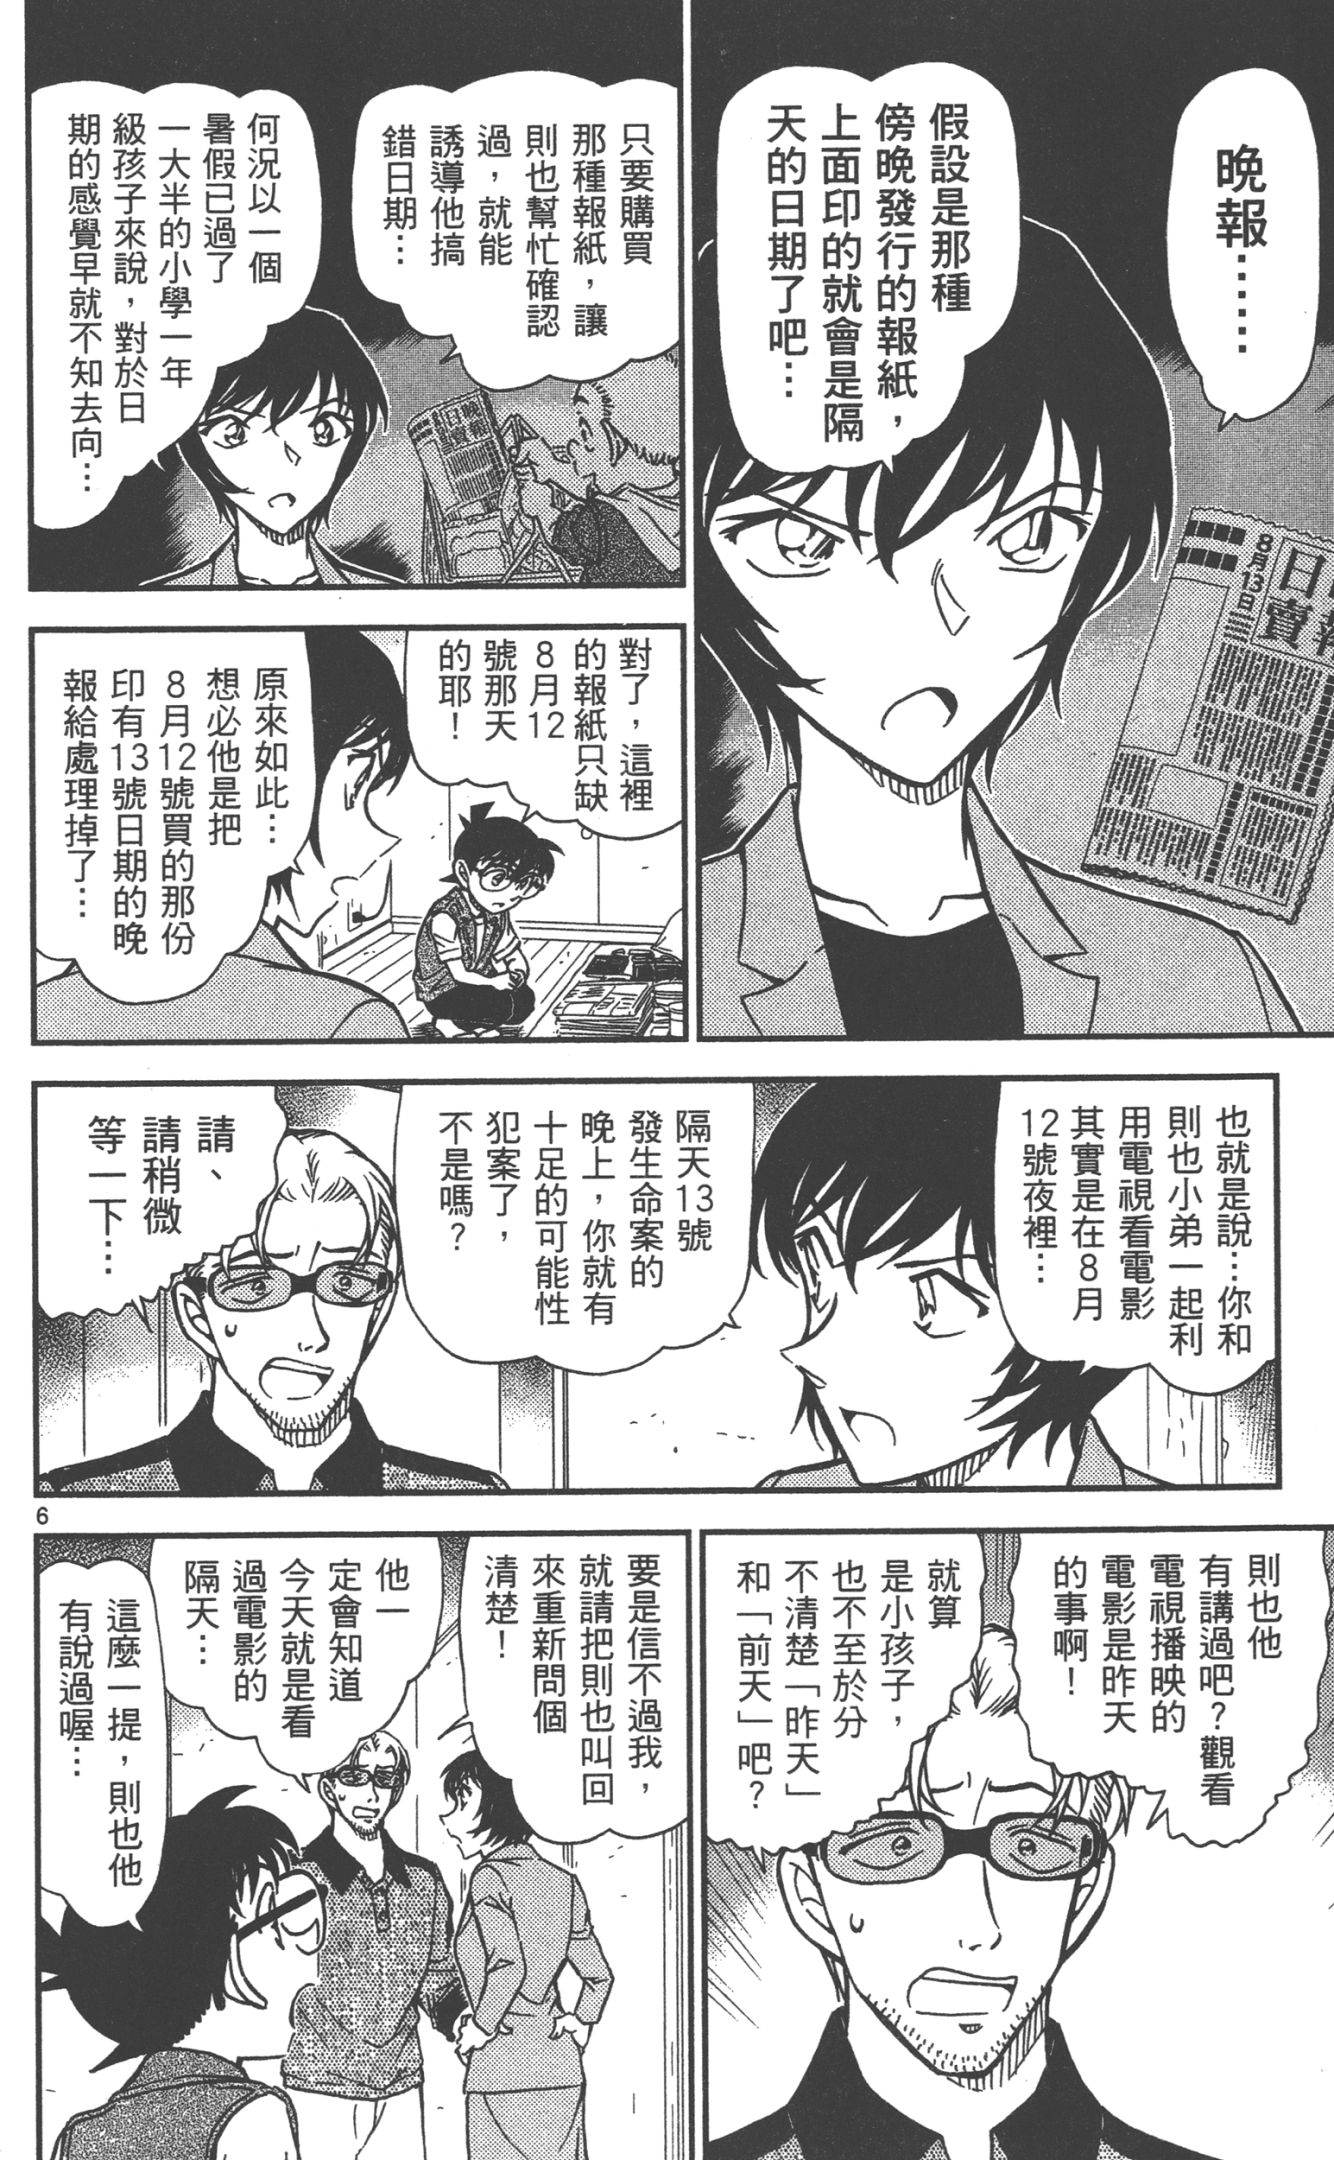 晚報……
假設是那種
傍晚發行的報紙，
上面印的就會是隔
天的日期了吧…
8月13日
日賣
只要購買
那種報紙，讓
則也幫忙確認
過，就能
誘導他搞
錯日期…
晚報
日賣
何況以一個
暑假已過了
一大半的小學一年
級孩子來說，對於日
期的感覺早就不知去向…
對了，這裡
的報紙只缺
8月12
號那天
的耶！
原來如此…
想必他是把
8月12號買的那份
印有13號日期的晚
報給處理掉了…
也就是說…你和
則也小弟一起利
用電視看電影
其實是在8月
12號夜裡…
隔天13號
發生命案的
晚上，你就有
十足的可能性
犯案了，
不是嗎？
請、
請稍微
等一下…
6
則也他
有講過吧？觀看
電視播映的
電影是昨天
的事啊！
就算
是小孩子，
也不至於分
不清楚「昨天」
和「前天」吧？
要是信不過我，
就請把則也叫回
來重新問個
清楚！
他一
定會知道
今天就是看
過電影的
隔天…
這麼一提，則也他
有說過喔…